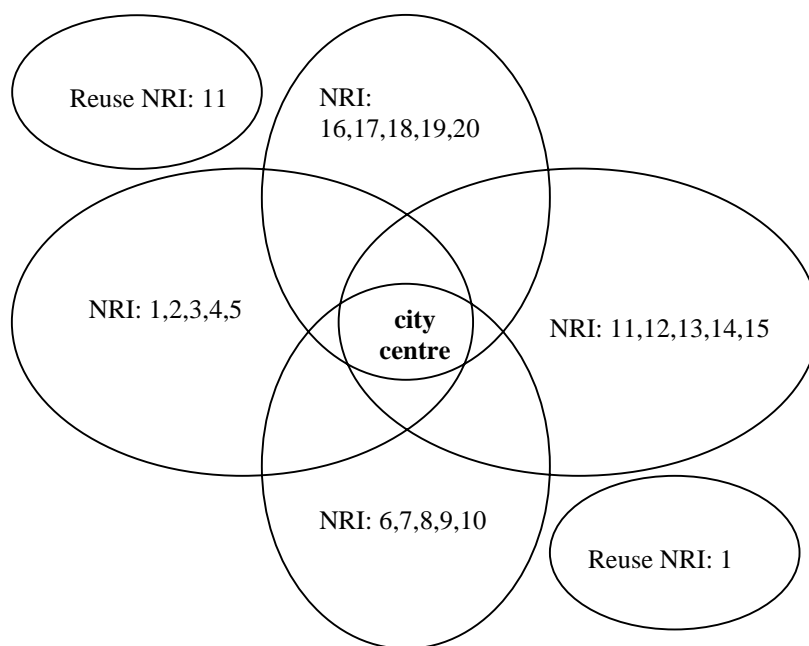 Reuse NRI: 11
NRI:
16,17,18,19,20
NRI: 1,2,3,4,5
city
centre
NRI: 11,12,13,14,15
NRI: 6,7,8,9,10
Reuse NRI: 1